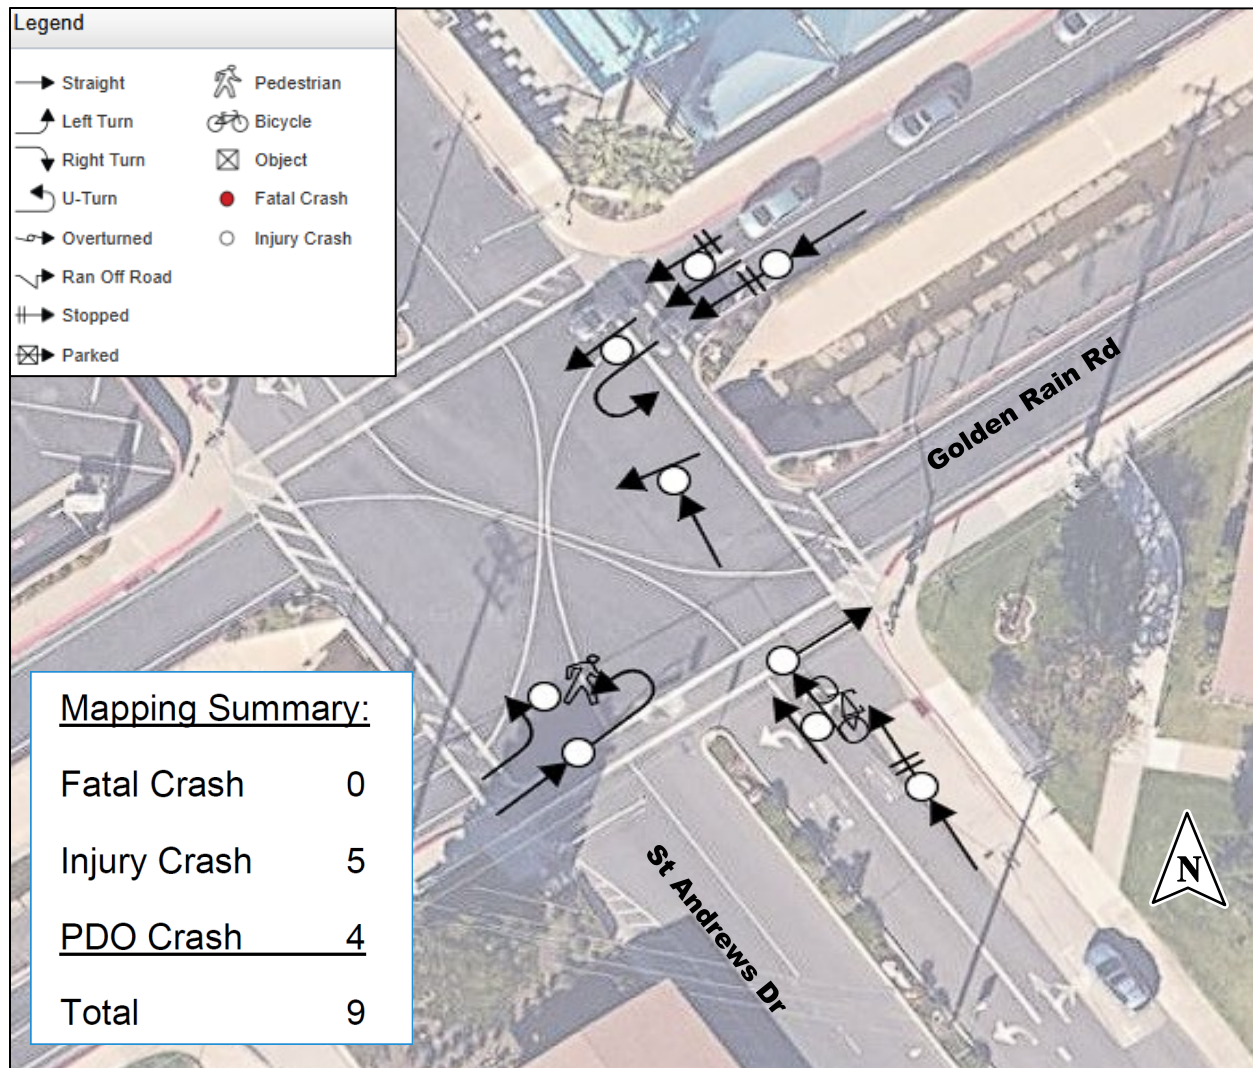 Legend
Straight
Pedestrian
Left Turn
Bicycle
Right Turn
Object
U-Turn
Fatal Crash
Overturned
Injury Crash
Ran Off Road
Stopped
Parked
Golden Rain Rd
St Andrews Dr
N
Mapping Summary:
Fatal Crash 0
Injury Crash 5
PDO Crash 4
Total 9